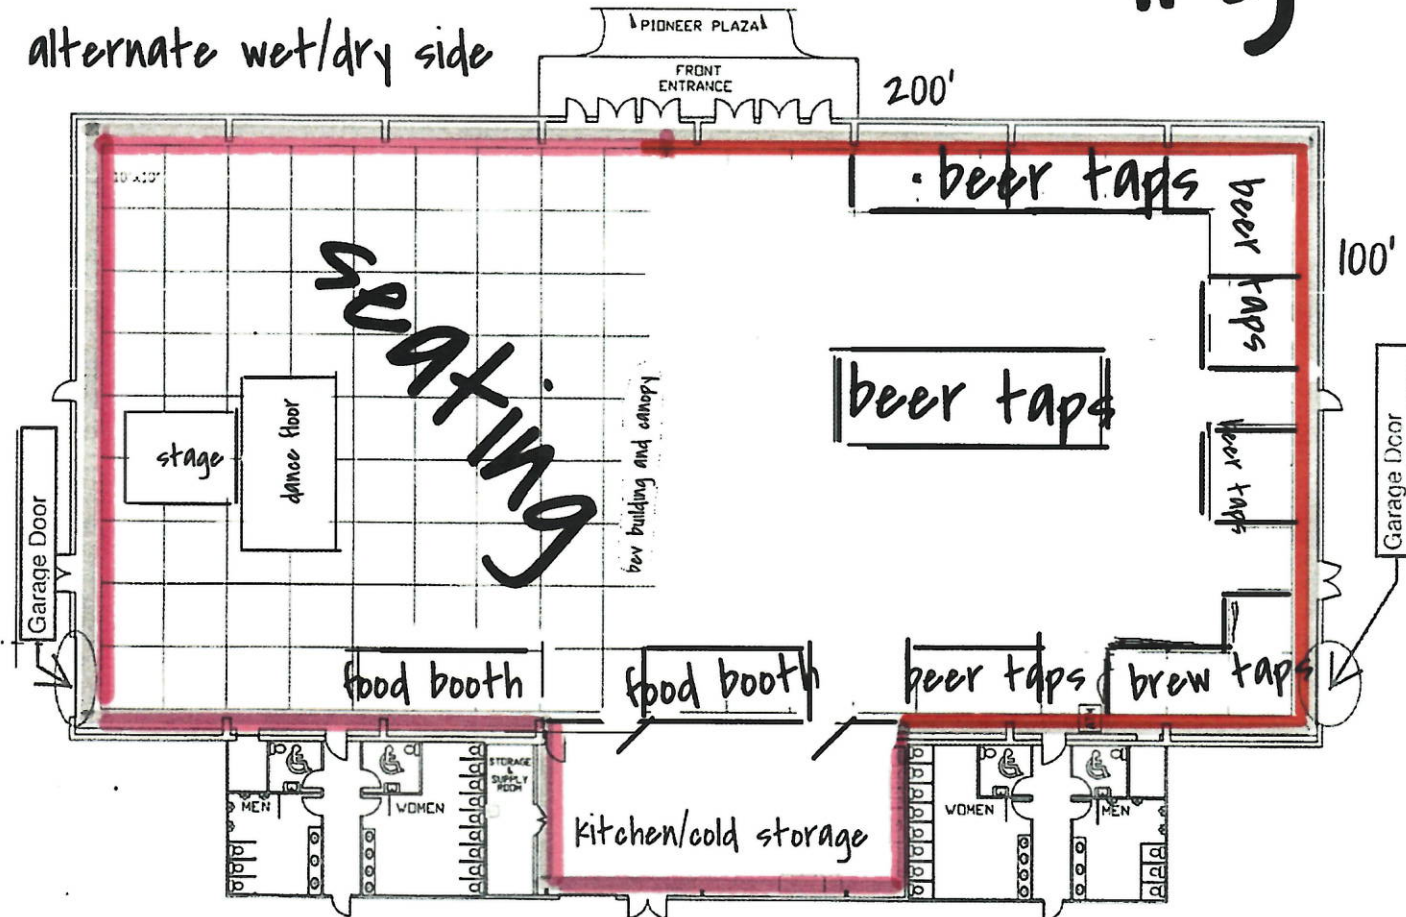 alternate wet/dry side
PIONEER PLAZA
FRONT
ENTRANCE
200'
10'x10'
beer taps
beer taps
100'
seating
beer taps
bev building and canopy
stage
dance floor
beer taps
Garage Door
Garage Door
food booth
food booth
beer taps
brew taps
STORAGE
&
SUPPLY
ROOM
MEN
WOMEN
kitchen/cold storage
WOMEN
MEN